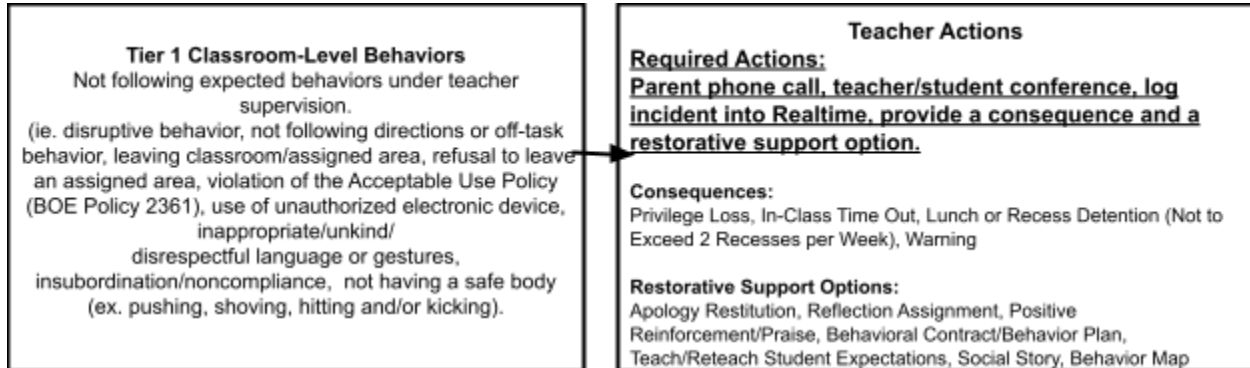 Tier 1 Classroom-Level Behaviors
Not following expected behaviors under teacher
supervision.
(ie. disruptive behavior, not following directions or off-task
behavior, leaving classroom/assigned area, refusal to leave
an assigned area, violation of the Acceptable Use Policy
(BOE Policy 2361), use of unauthorized electronic device,
inappropriate/unkind/
disrespectful language or gestures,
insubordination/noncompliance, not having a safe body
(ex. pushing, shoving, hitting and/or kicking).
Teacher Actions
Required Actions:
Parent phone call, teacher/student conference, log
incident into Realtime, provide a consequence and a
restorative support option.
Consequences:
Privilege Loss, In-Class Time Out, Lunch or Recess Detention (Not to
Exceed 2 Recesses per Week), Warning
Restorative Support Options:
Apology Restitution, Reflection Assignment, Positive
Reinforcement/Praise, Behavioral Contract/Behavior Plan,
Teach/Reteach Student Expectations, Social Story, Behavior Map